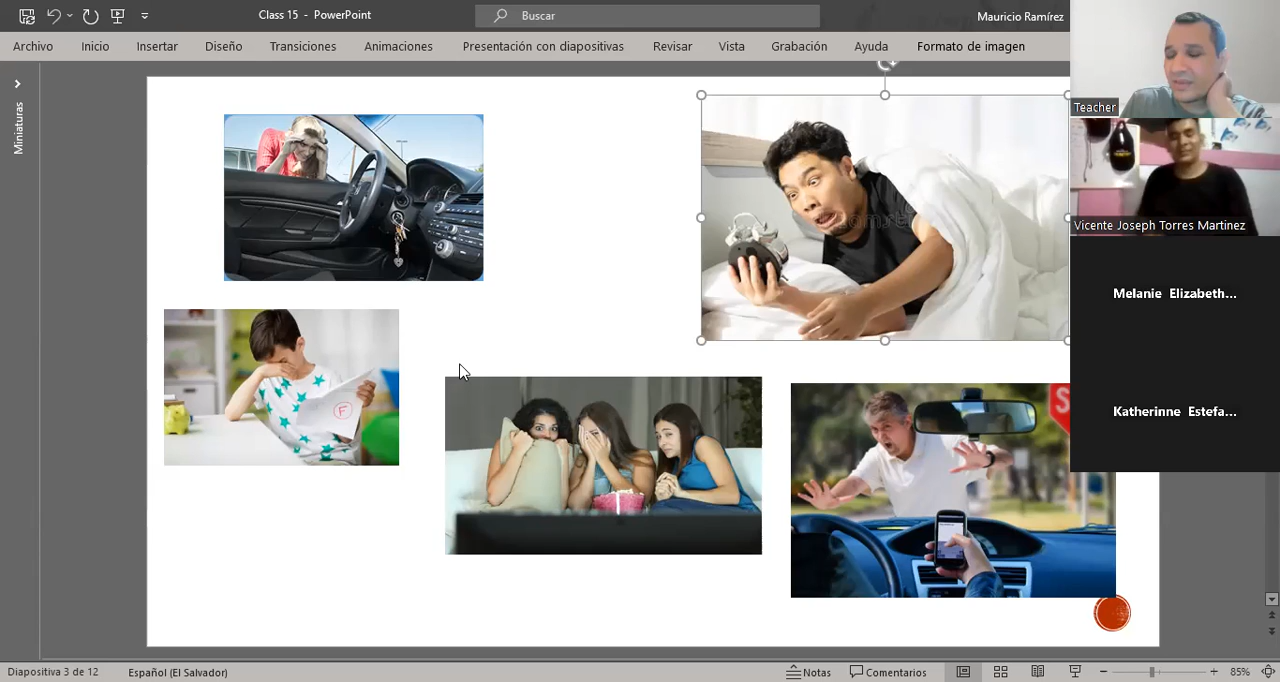 Class 15 - PowerPoint
Buscar
Mauricio Ramírez
Archivo Inicio Insertar Diseño Transiciones Animaciones Presentación con diapositivas Revisar Vista Grabación Ayuda Formato de imagen
Miniaturas
Teacher
Vicente Joseph Torres Martinez
Melanie Elizabeth...
Katherinne Estefa...
F
S
Diapositiva 3 de 12
Español (El Salvador)
Notas
Comentarios
85%